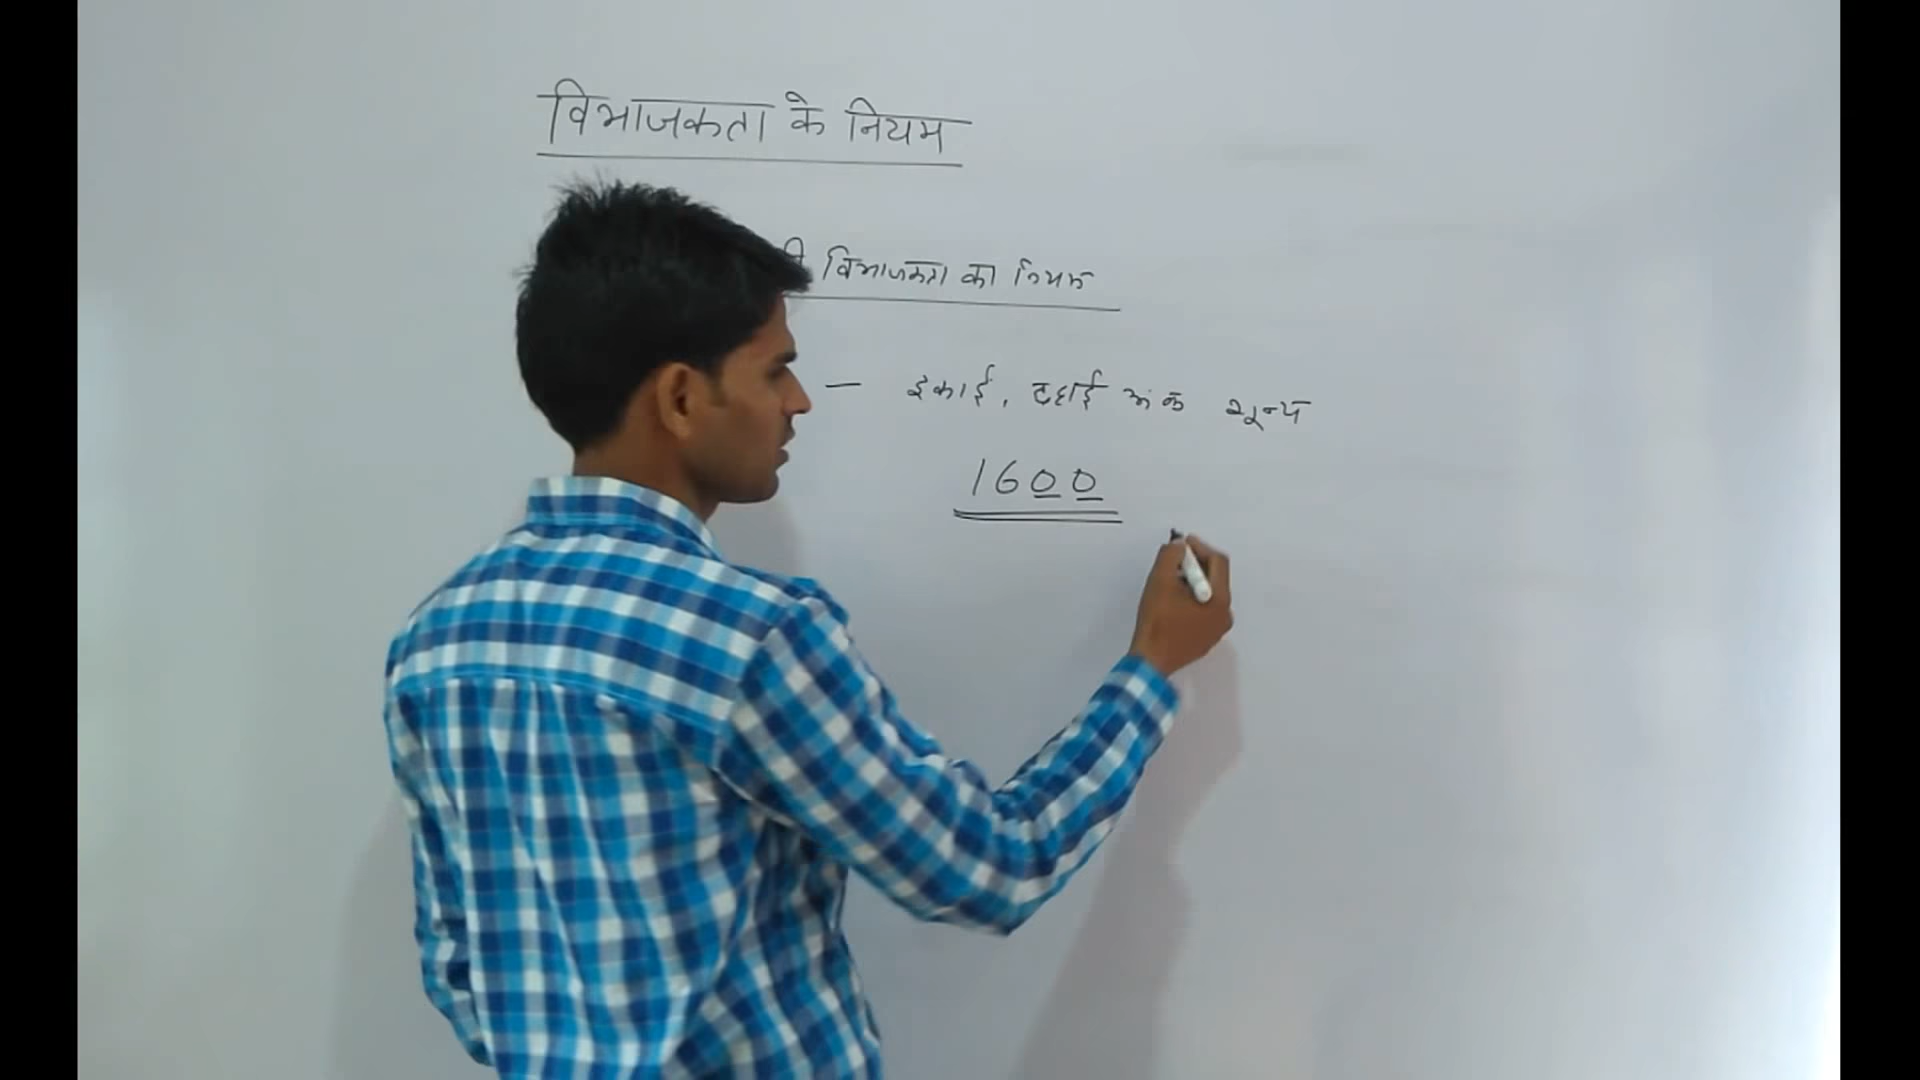 विभाजकता के नियम
की विभाजकता का नियम
— इकाई, दहाई अंक शून्य
1600